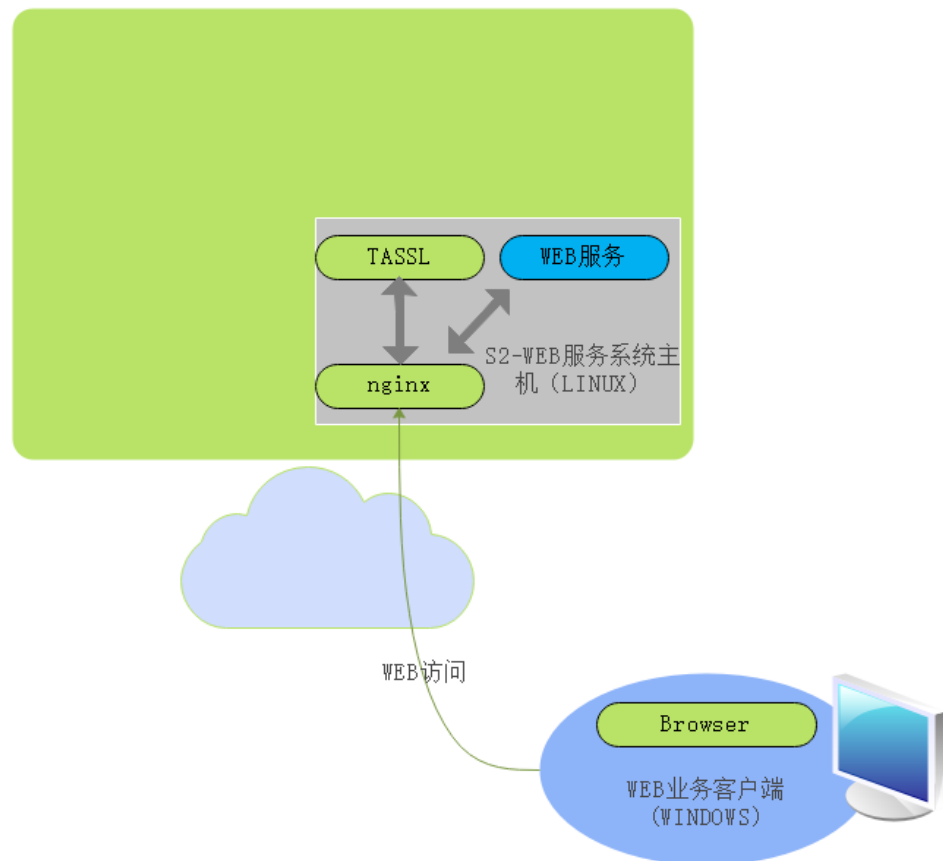 TASSL
WEB服务
S2-WEB服务系统主
机（LINUX）
nginx
WEB访问
Browser
WEB业务客户端
(WINDOWS)